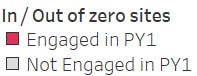 In / Out of zero sites
Engaged in PY1
Not Engaged in PY1